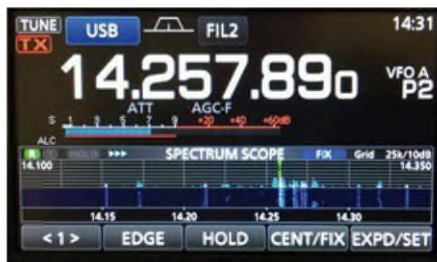 TUNE USB FIL2 14:31
TX
14.257.890 VFO A
P2
ATT AGC-F
S 1 3 5 7 9 +20 +40 +60dB
ALC
SPECTRUM SCOPE FIX Grid 25k/10dB
14.100 14.350
14.15 14.20 14.25 14.30
<1> EDGE HOLD CENT/FIX EXPD/SET